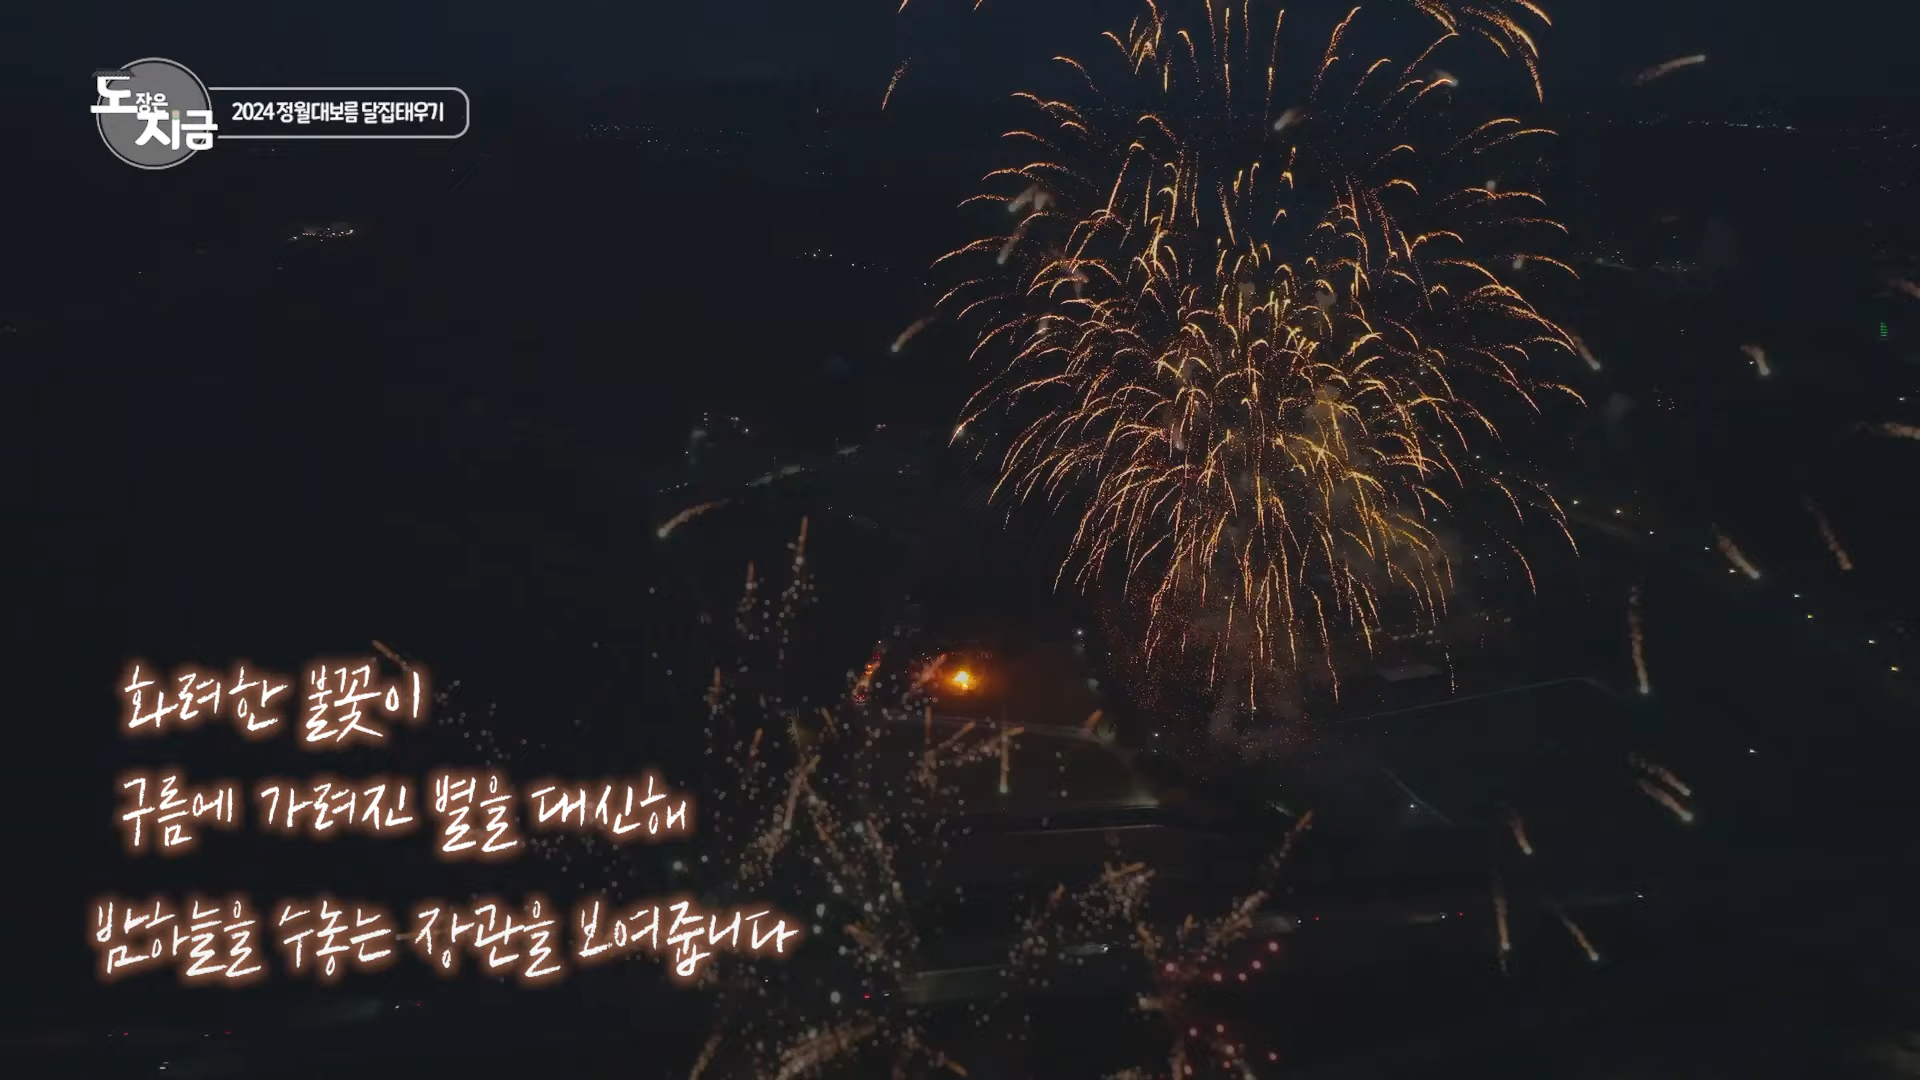 도장은
지금
2024 정월대보름 달집태우기
화려한 불꽃이
구름에 가려진 별을 대신해
밤하늘을 수놓는 장관을 보여줍니다